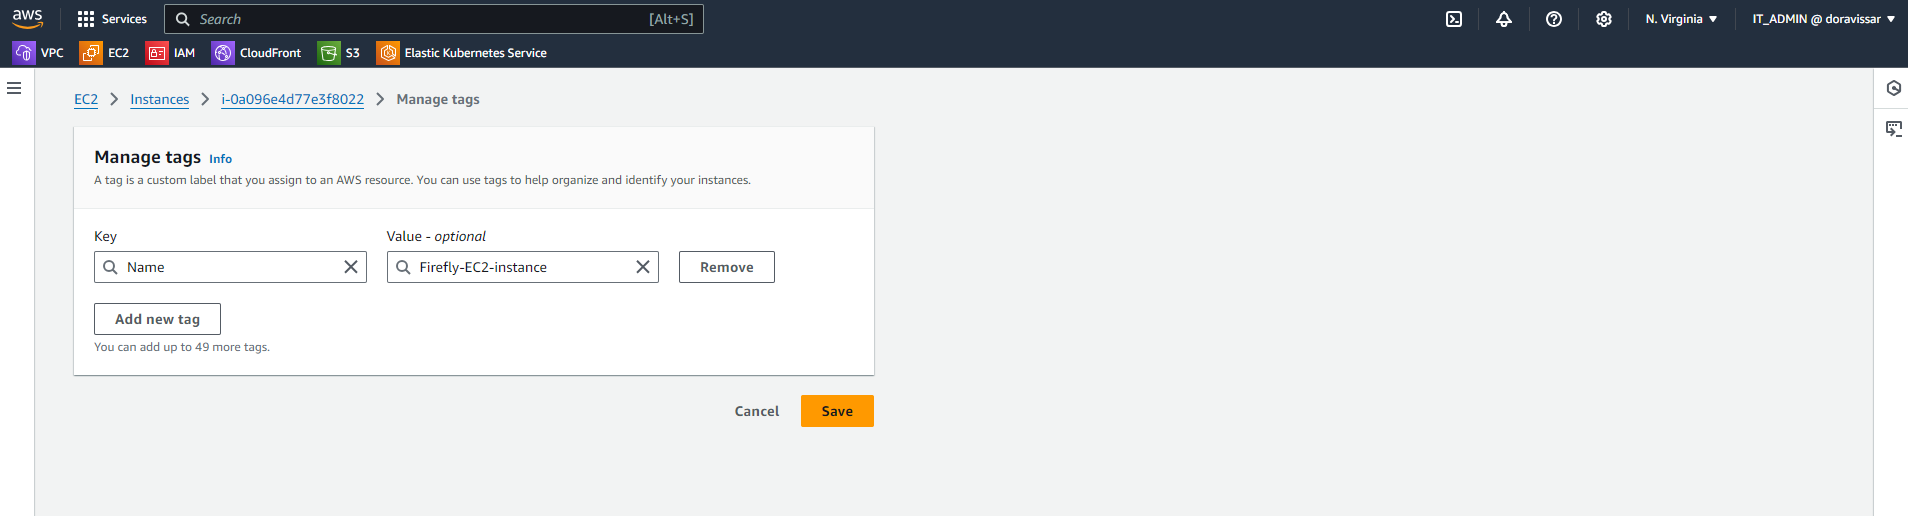 aws Services Search [Alt+S] N. Virginia IT_ADMIN @ doravissar
VPC EC2 IAM CloudFront S3 Elastic Kubernetes Service
EC2 Instances i-0a096e4d77e3f8022 Manage tags
Manage tags Info
A tag is a custom label that you assign to an AWS resource. You can use tags to help organize and identify your instances.
Key Value - optional
Name Firefly-EC2-instance Remove
Add new tag
You can add up to 49 more tags.
Cancel Save